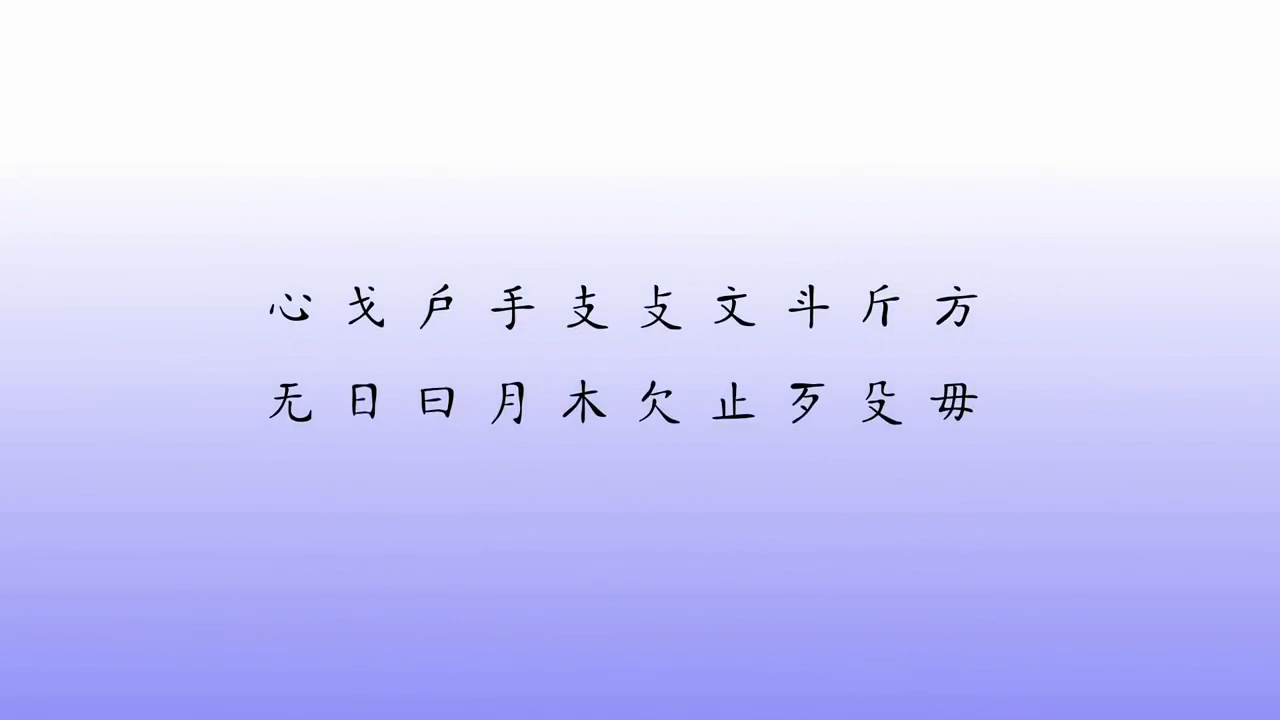 心 戈 户 手 支 攴 文 斗 斤 方
无 日 曰 月 木 欠 止 歹 殳 毋